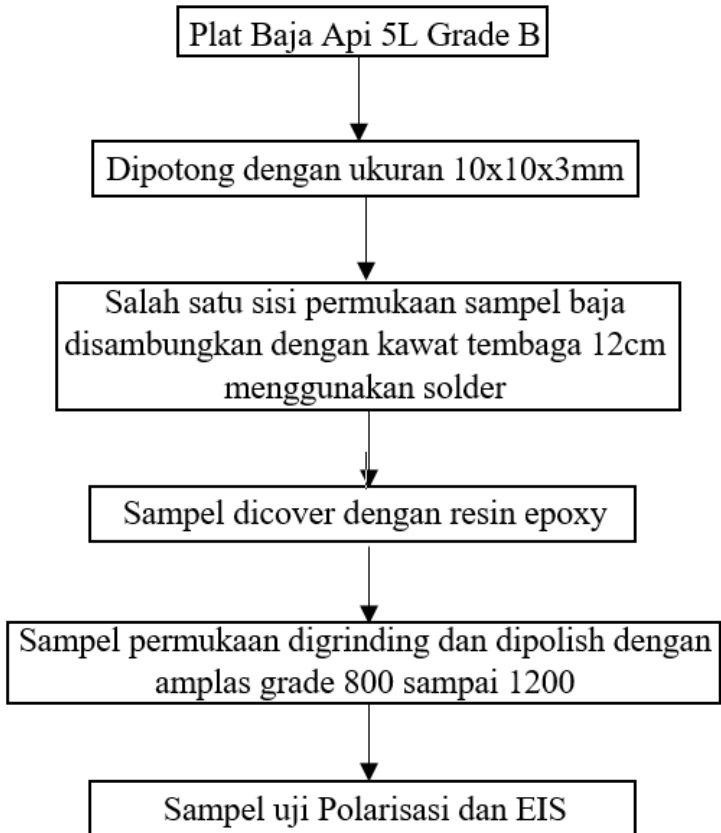 Plat Baja Api 5L Grade B
Dipotong dengan ukuran 10x10x3mm
Salah satu sisi permukaan sampel baja
disambungkan dengan kawat tembaga 12cm
menggunakan solder
Sampel dicover dengan resin epoxy
Sampel permukaan digrinding dan dipolish dengan
amplas grade 800 sampai 1200
Sampel uji Polarisasi dan EIS